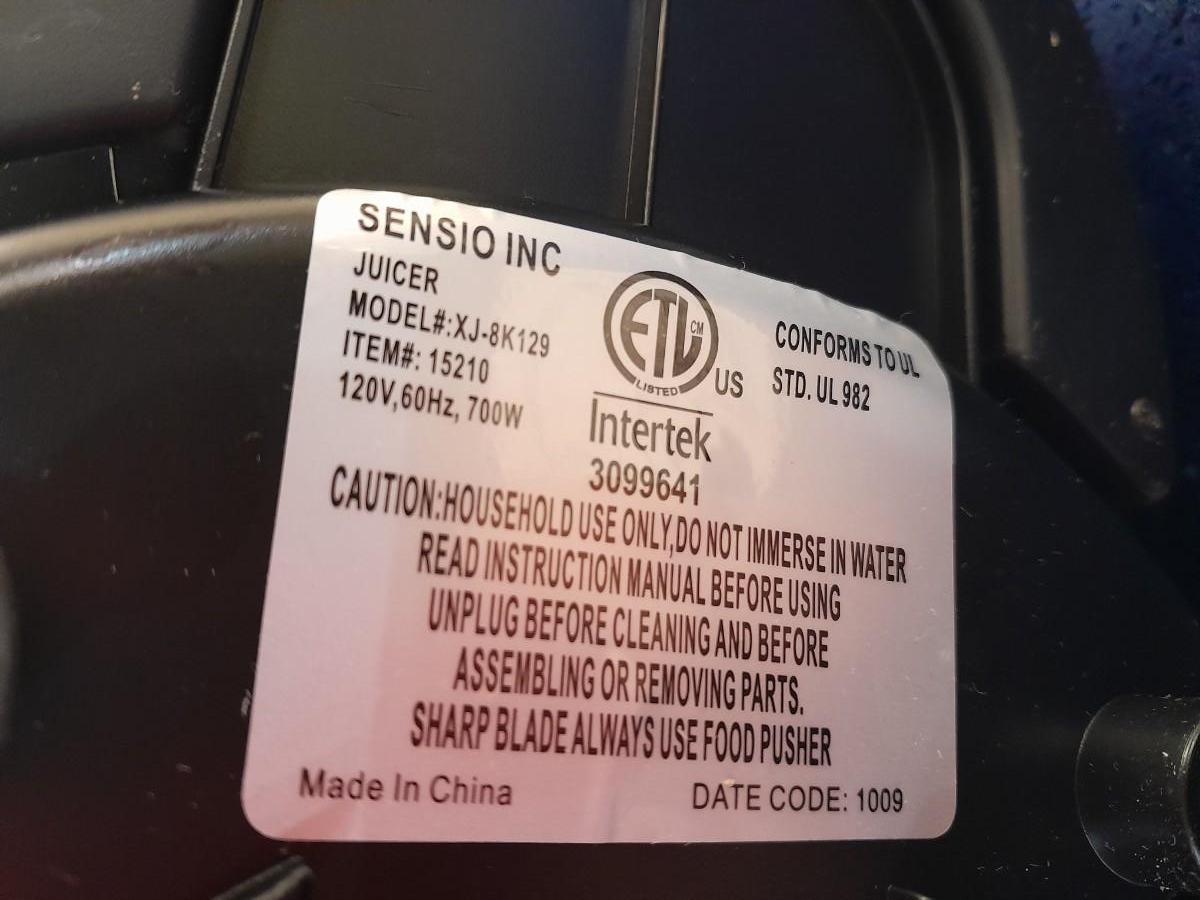 SENSIO INC
JUICER
MODEL#:XJ-8K129
ITEM#: 15210
120V,60Hz, 700W
ETL CM
LISTED
US
Intertek
3099641
CONFORMS TO UL
STD. UL 982
CAUTION:HOUSEHOLD USE ONLY,DO NOT IMMERSE IN WATER
READ INSTRUCTION MANUAL BEFORE USING
UNPLUG BEFORE CLEANING AND BEFORE
ASSEMBLING OR REMOVING PARTS.
SHARP BLADE ALWAYS USE FOOD PUSHER
Made In China
DATE CODE: 1009